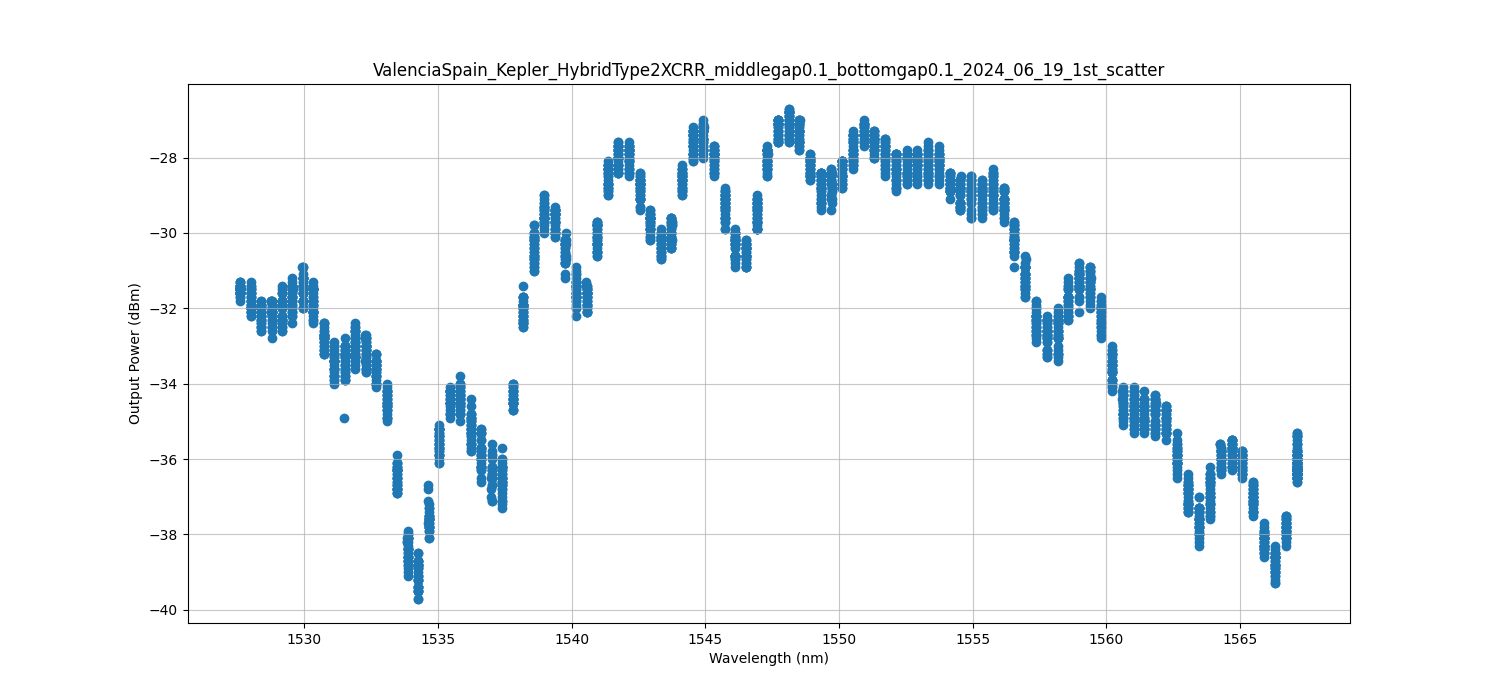 ValenciaSpain_Kepler_HybridType2XCRR_middlegap0.1_bottomgap0.1_2024_06_19_1st_scatter
Output Power (dBm)
−28
−30
−32
−34
−36
−38
−40
1530 1535 1540 1545 1550 1555 1560 1565
Wavelength (nm)